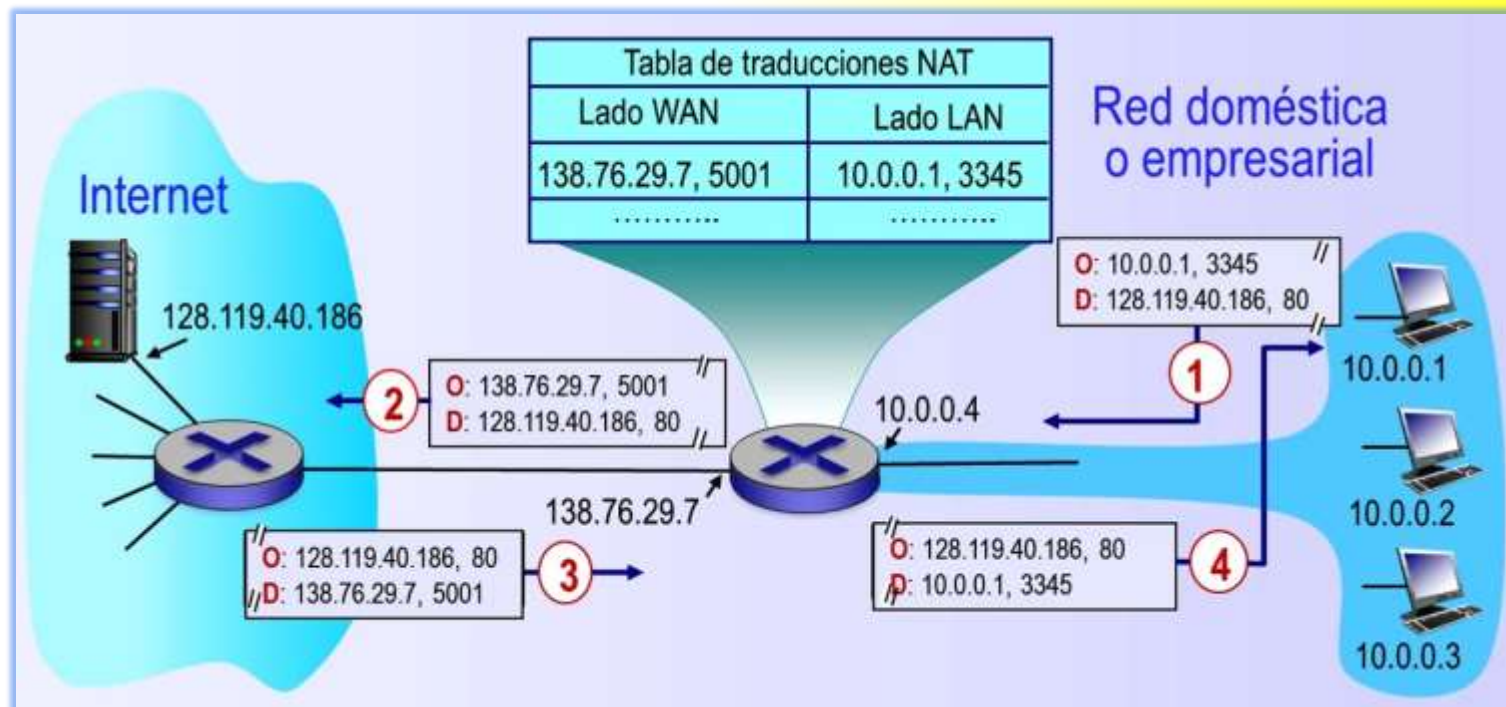 Tabla de traducciones NAT
Lado WAN
Lado LAN
138.76.29.7, 5001
10.0.0.1, 3345
………..
………..
Red doméstica
o empresarial
Internet
128.119.40.186
O: 10.0.0.1, 3345
D: 128.119.40.186, 80
1
10.0.0.1
2
O: 138.76.29.7, 5001
D: 128.119.40.186, 80
10.0.0.4
138.76.29.7
10.0.0.2
O: 128.119.40.186, 80
D: 138.76.29.7, 5001
3
O: 128.119.40.186, 80
D: 10.0.0.1, 3345
4
10.0.0.3